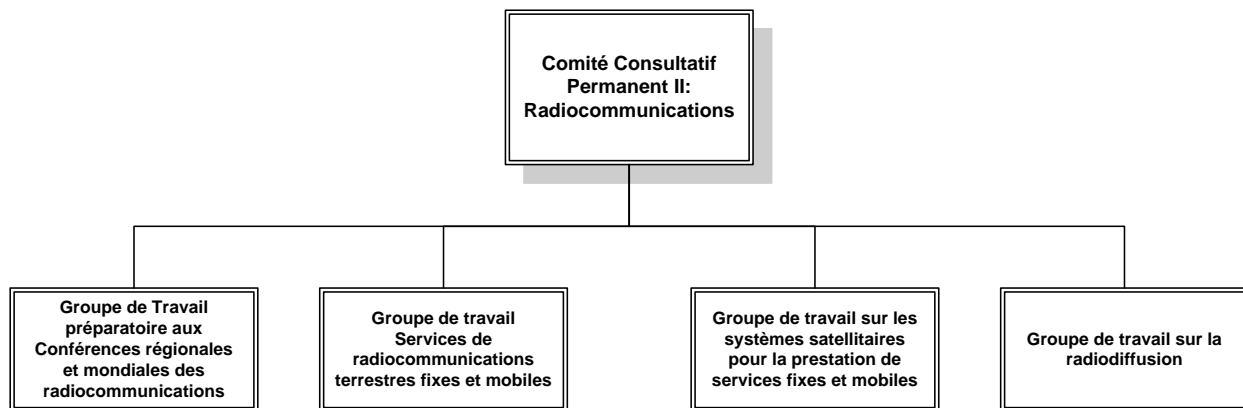 Comité Consultatif
Permanent II:
Radiocommunications
Groupe de Travail
préparatoire aux
Conférences régionales
et mondiales des
radiocommunications
Groupe de travail
Services de
radiocommunications
terrestres fixes et mobiles
Groupe de travail sur les
systèmes satellitaires
pour la prestation de
services fixes et mobiles
Groupe de travail sur la
radiodiffusion